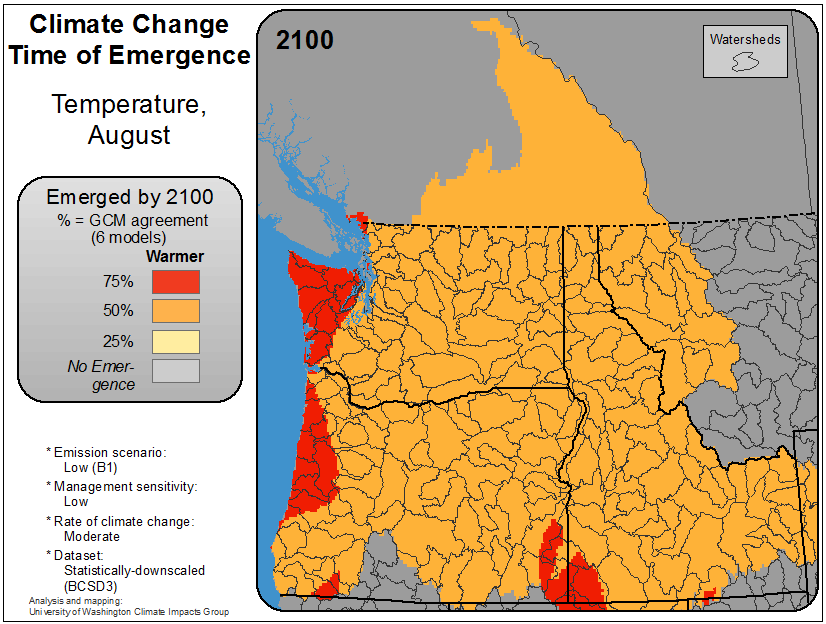 Climate Change
Time of Emergence
Temperature,
August
Emerged by 2100
% = GCM agreement
(6 models)
Warmer
75%
50%
25%
No Emer-
gence
* Emission scenario:
Low (B1)
* Management sensitivity:
Low
* Rate of climate change:
Moderate
* Dataset:
Statistically-downscaled
(BCSD3)
Analysis and mapping:
University of Washington Climate Impacts Group
2100
Watersheds